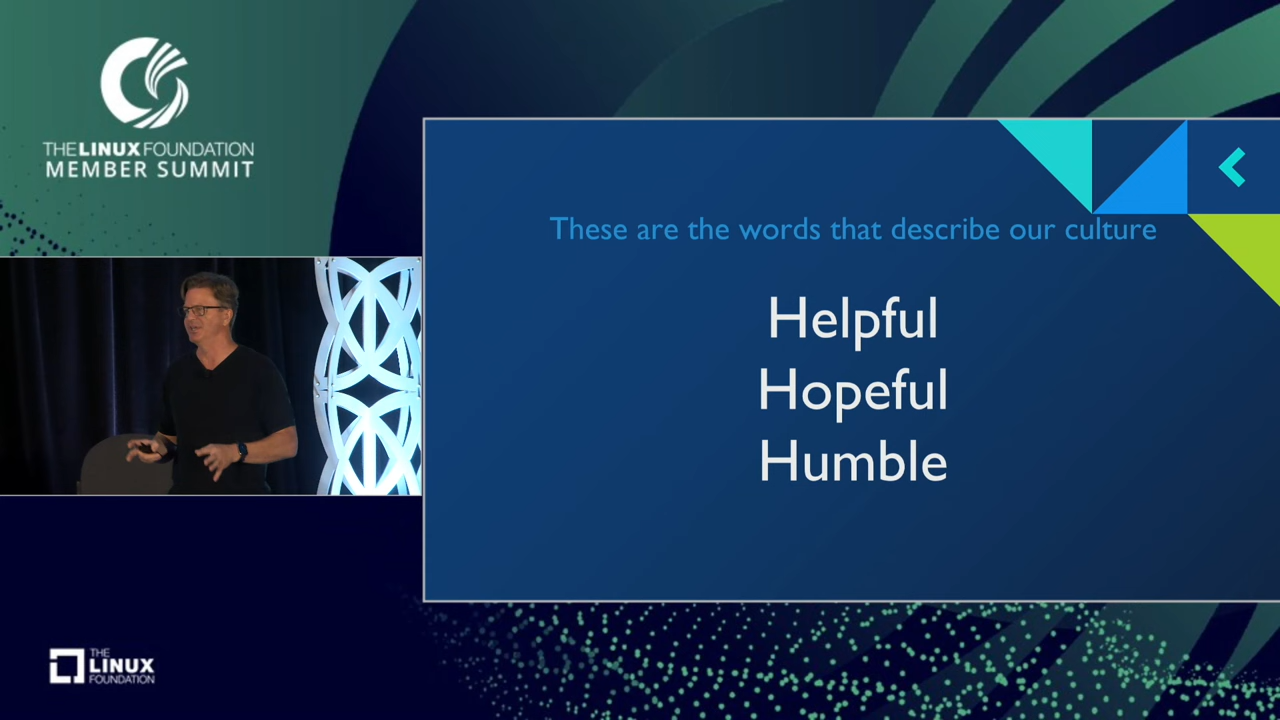 THE LINUX FOUNDATION
MEMBER SUMMIT
These are the words that describe our culture
Helpful
Hopeful
Humble
THE
LINUX
FOUNDATION